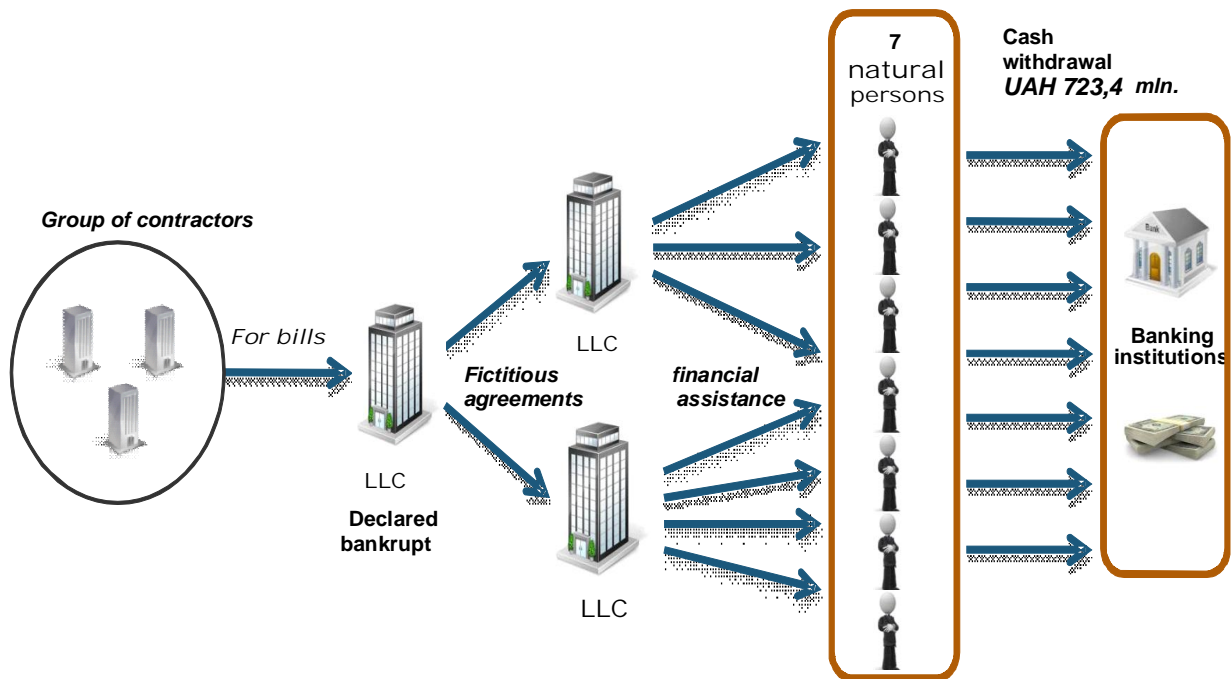 Group of contractors
For bills
LLC
Declared
bankrupt
Fictitious
agreements
LLC
LLC
financial
assistance
7
natural
persons
Cash
withdrawal
UAH 723,4 mln.
Bank
Banking
institutions